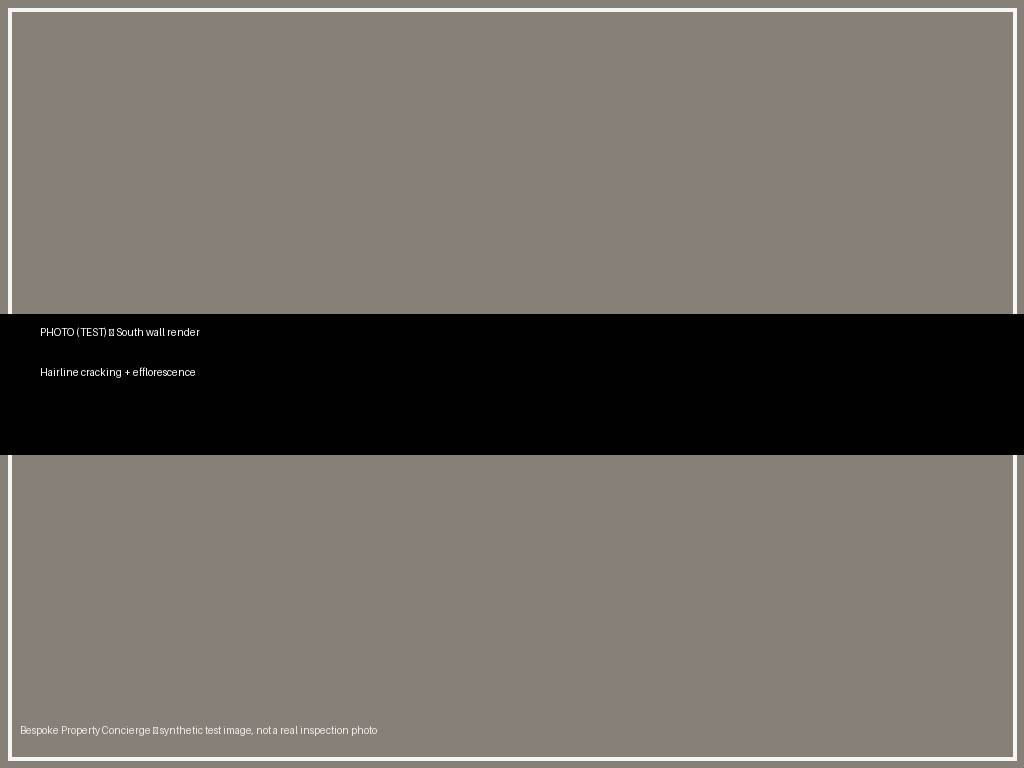 PHOTO (TEST) ▯ South wall render
Hairline cracking + efflorescence
Bespoke Property Concierge ▯ synthetic test image, not a real inspection photo